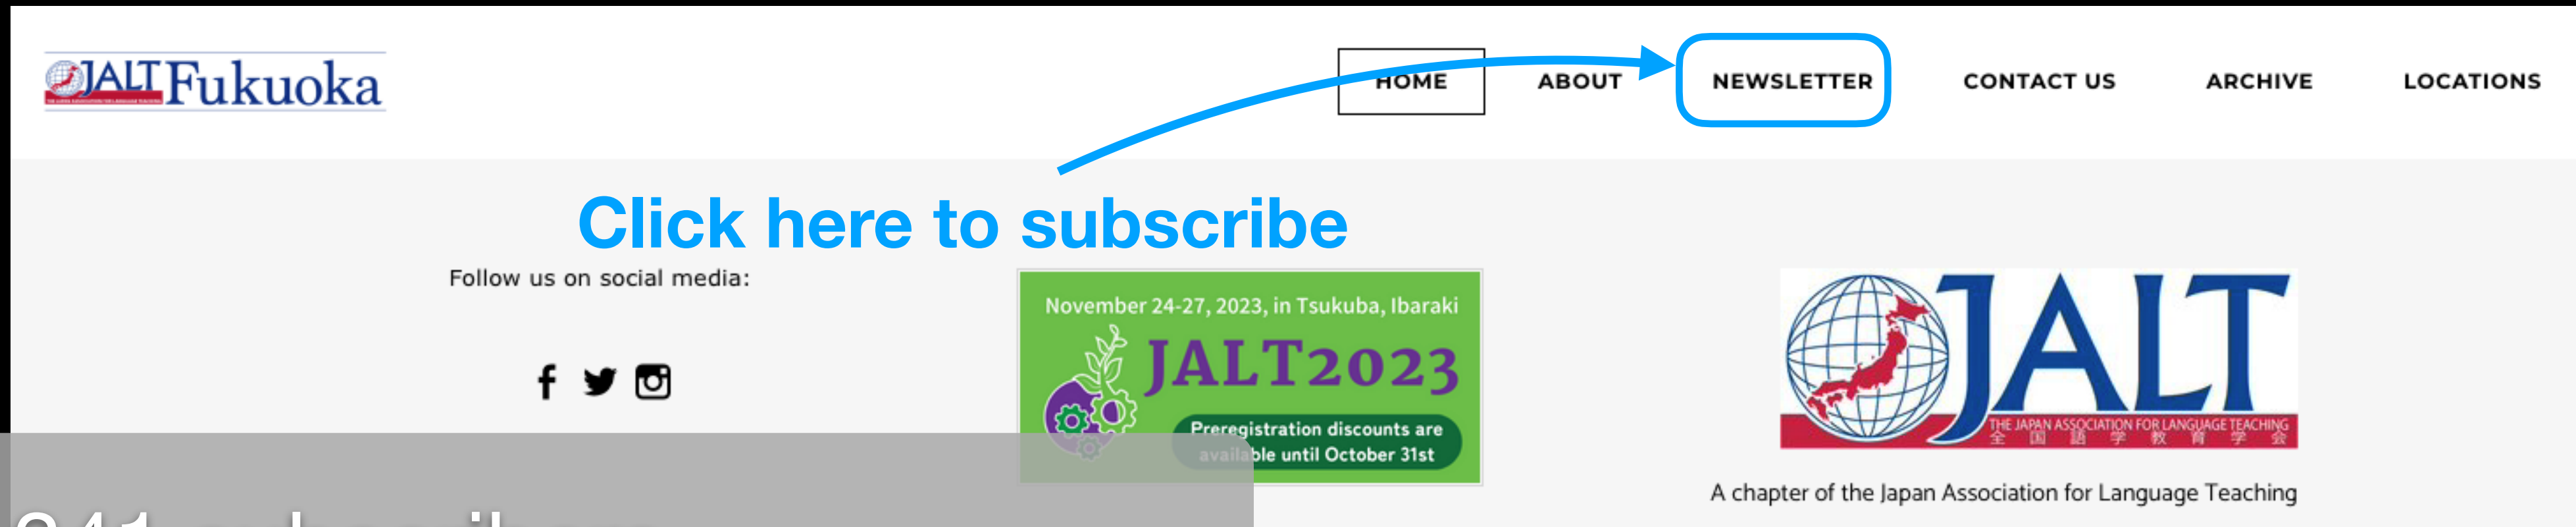 JALT Fukuoka
HOME ABOUT NEWSLETTER CONTACT US ARCHIVE LOCATIONS
Click here to subscribe
Follow us on social media:
November 24-27, 2023, in Tsukuba, Ibaraki
JALT2023
Preregistration discounts are
available until October 31st
JALT
THE JAPAN ASSOCIATION FOR LANGUAGE TEACHING
全国語学教育学会
A chapter of the Japan Association for Language Teaching